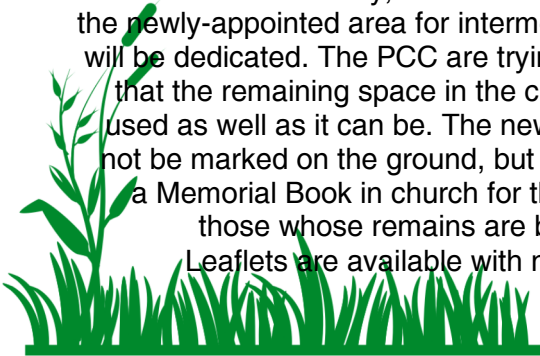 the newly-appointed area for interm
will be dedicated. The PCC are tryin
that the remaining space in the c
used as well as it can be. The new
not be marked on the ground, but
a Memorial Book in church for th
those whose remains are b
Leaflets are available with